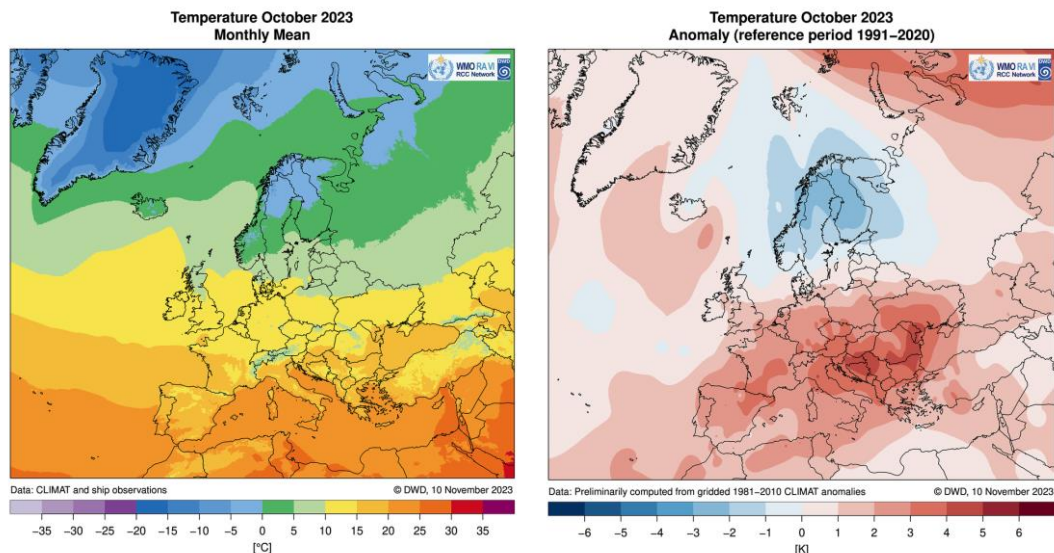 Temperature October 2023
Monthly Mean
WMO RA VI
RCC Network
DWD
Data: CLIMAT and ship observations
© DWD, 10 November 2023
−35 −25 −20 −15 −10 −5 0 5 10 15 20 25 30 35
[°C]
Temperature October 2023
Anomaly (reference period 1991−2020)
WMO RA VI
RCC Network
DWD
Data: Preliminarily computed from gridded 1981−2010 CLIMAT anomalies
© DWD, 10 November 2023
−6 −5 −4 −3 −2 −1 0 1 2 3 4 5 6
[K]